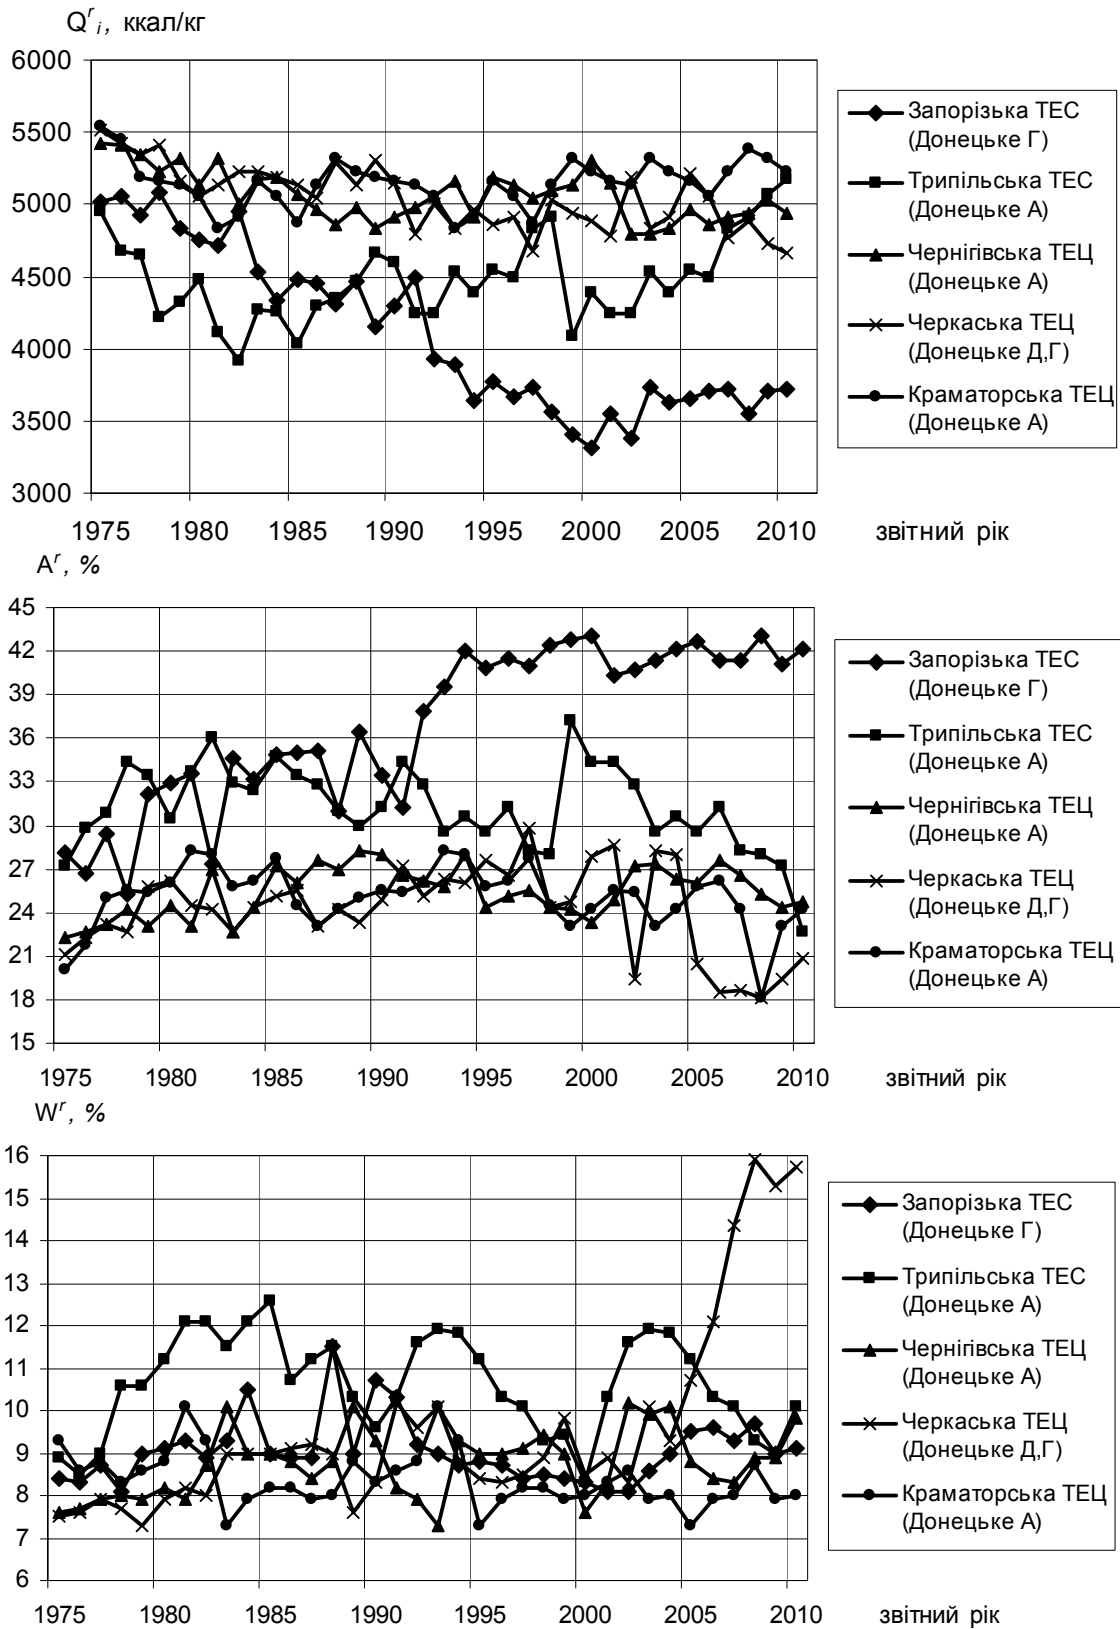 Q^r_i, ккал/кг
6000
5500
5000
4500
4000
3500
3000
1975 1980 1985 1990 1995 2000 2005 2010
звітний рік
Запорізька ТЕС
(Донецьке Г)
Трипільська ТЕС
(Донецьке А)
Чернігівська ТЕЦ
(Донецьке А)
Черкаська ТЕЦ
(Донецьке Д,Г)
Краматорська ТЕЦ
(Донецьке А)
A^r, %
45
42
39
36
33
30
27
24
21
18
15
1975 1980 1985 1990 1995 2000 2005 2010
звітний рік
Запорізька ТЕС
(Донецьке Г)
Трипільська ТЕС
(Донецьке А)
Чернігівська ТЕЦ
(Донецьке А)
Черкаська ТЕЦ
(Донецьке Д,Г)
Краматорська ТЕЦ
(Донецьке А)
W^r, %
16
15
14
13
12
11
10
9
8
7
6
1975 1980 1985 1990 1995 2000 2005 2010
звітний рік
Запорізька ТЕС
(Донецьке Г)
Трипільська ТЕС
(Донецьке А)
Чернігівська ТЕЦ
(Донецьке А)
Черкаська ТЕЦ
(Донецьке Д,Г)
Краматорська ТЕЦ
(Донецьке А)